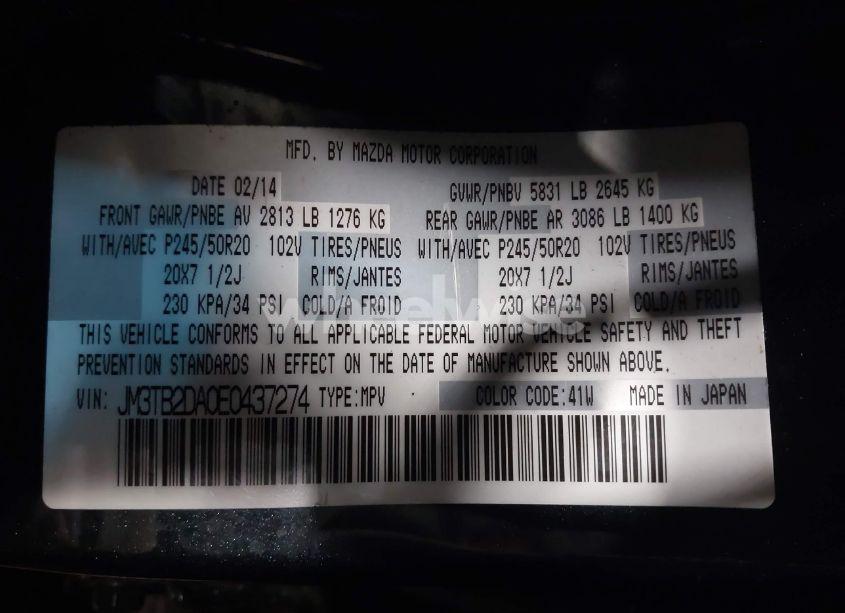 MFD. BY MAZDA MOTOR CORPORATION
DATE 02/14 GVWR/PNBV 5831 LB 2645 KG
FRONT GAWR/PNBE AV 2813 LB 1276 KG REAR GAWR/PNBE AR 3086 LB 1400 KG
WITH/AVEC P245/50R20 102V TIRES/PNEUS WITH/AVEC P245/50R20 102V TIRES/PNEUS
20X7 1/2J RIMS/JANTES 20X7 1/2J RIMS/JANTES
230 KPA/34 PSI COLD/A FROID 230 KPA/34 PSI COLD/A FROID
THIS VEHICLE CONFORMS TO ALL APPLICABLE FEDERAL MOTOR VEHICLE SAFETY AND THEFT
PREVENTION STANDARDS IN EFFECT ON THE DATE OF MANUFACTURE SHOWN ABOVE.
VIN: JM3TB2DA0E0437274 TYPE:MPV COLOR CODE:41W MADE IN JAPAN